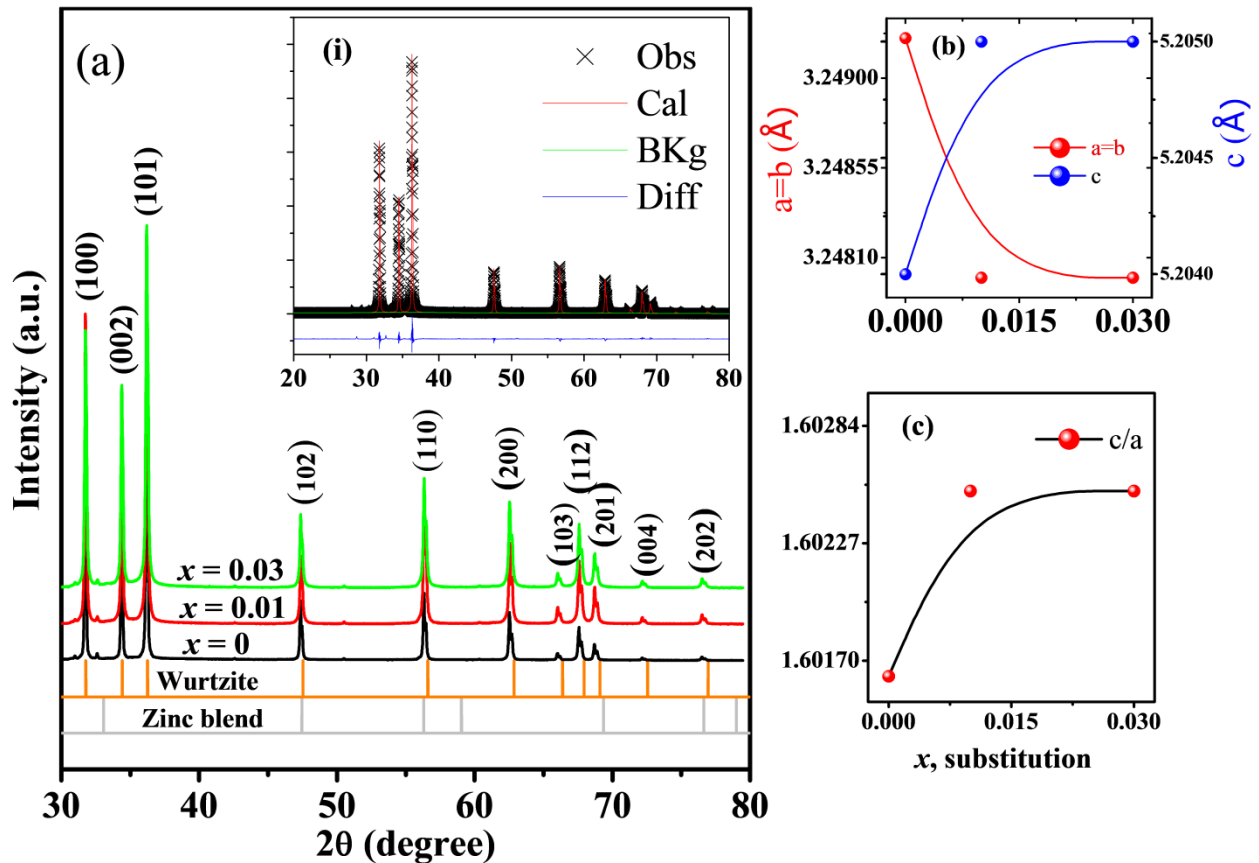 (a)
(i)
Obs
Cal
BKg
Diff
20 30 40 50 60 70 80
(100)
(002)
(101)
(102)
(110)
(200)
(103)
(112)
(201)
(004)
(202)
x = 0.03
x = 0.01
x = 0
Wurtzite
Zinc blend
30 40 50 60 70 80
2θ (degree)
Intensity (a.u.)
(b)
3.24900
3.24855
3.24810
a=b (Å)
a=b
c
5.2050
5.2045
5.2040
c (Å)
0.000 0.015 0.030
(c)
c/a
1.60284
1.60227
1.60170
0.000 0.015 0.030
x, substitution